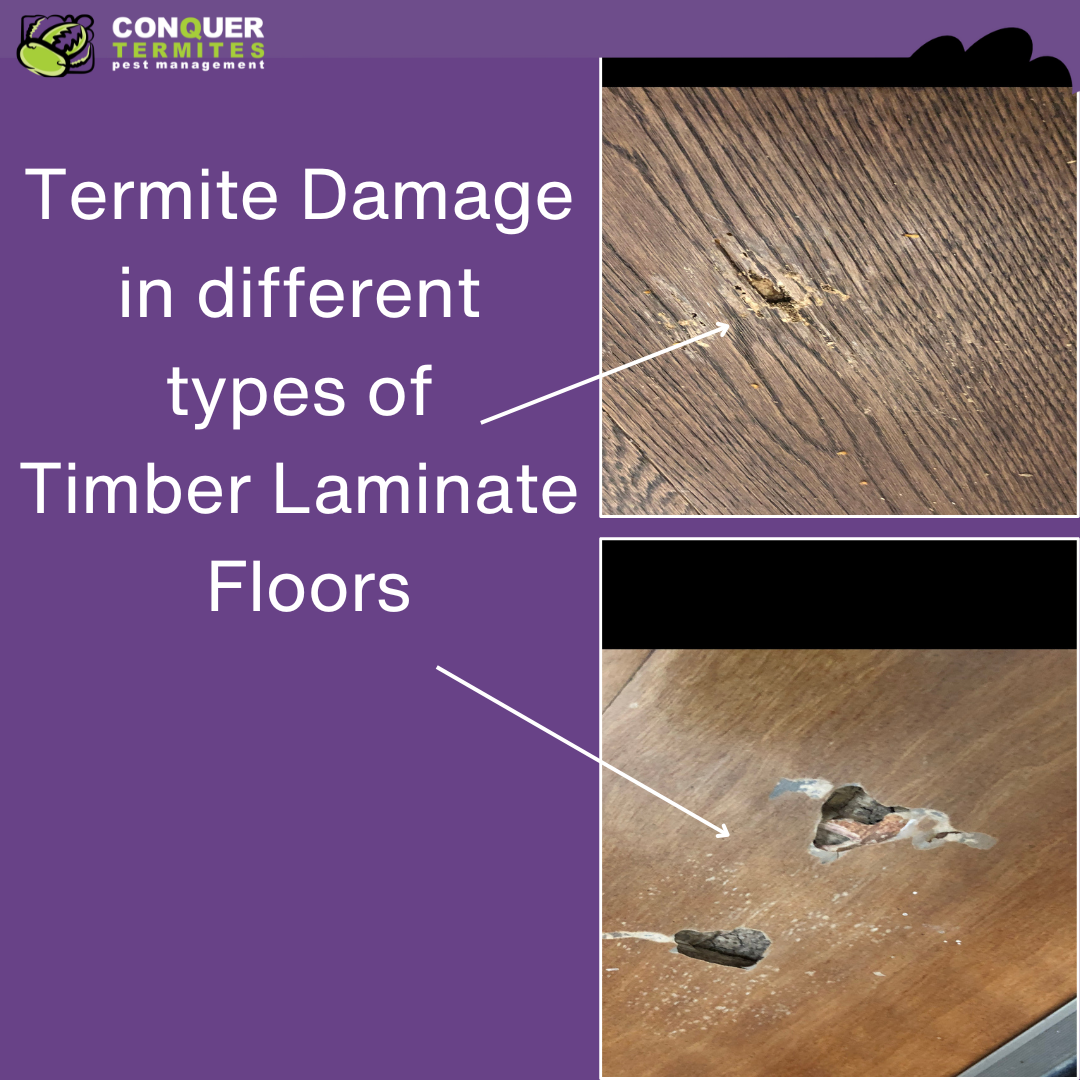 CONQUER
TERMITES
pest management
Termite Damage
in different
types of
Timber Laminate
Floors